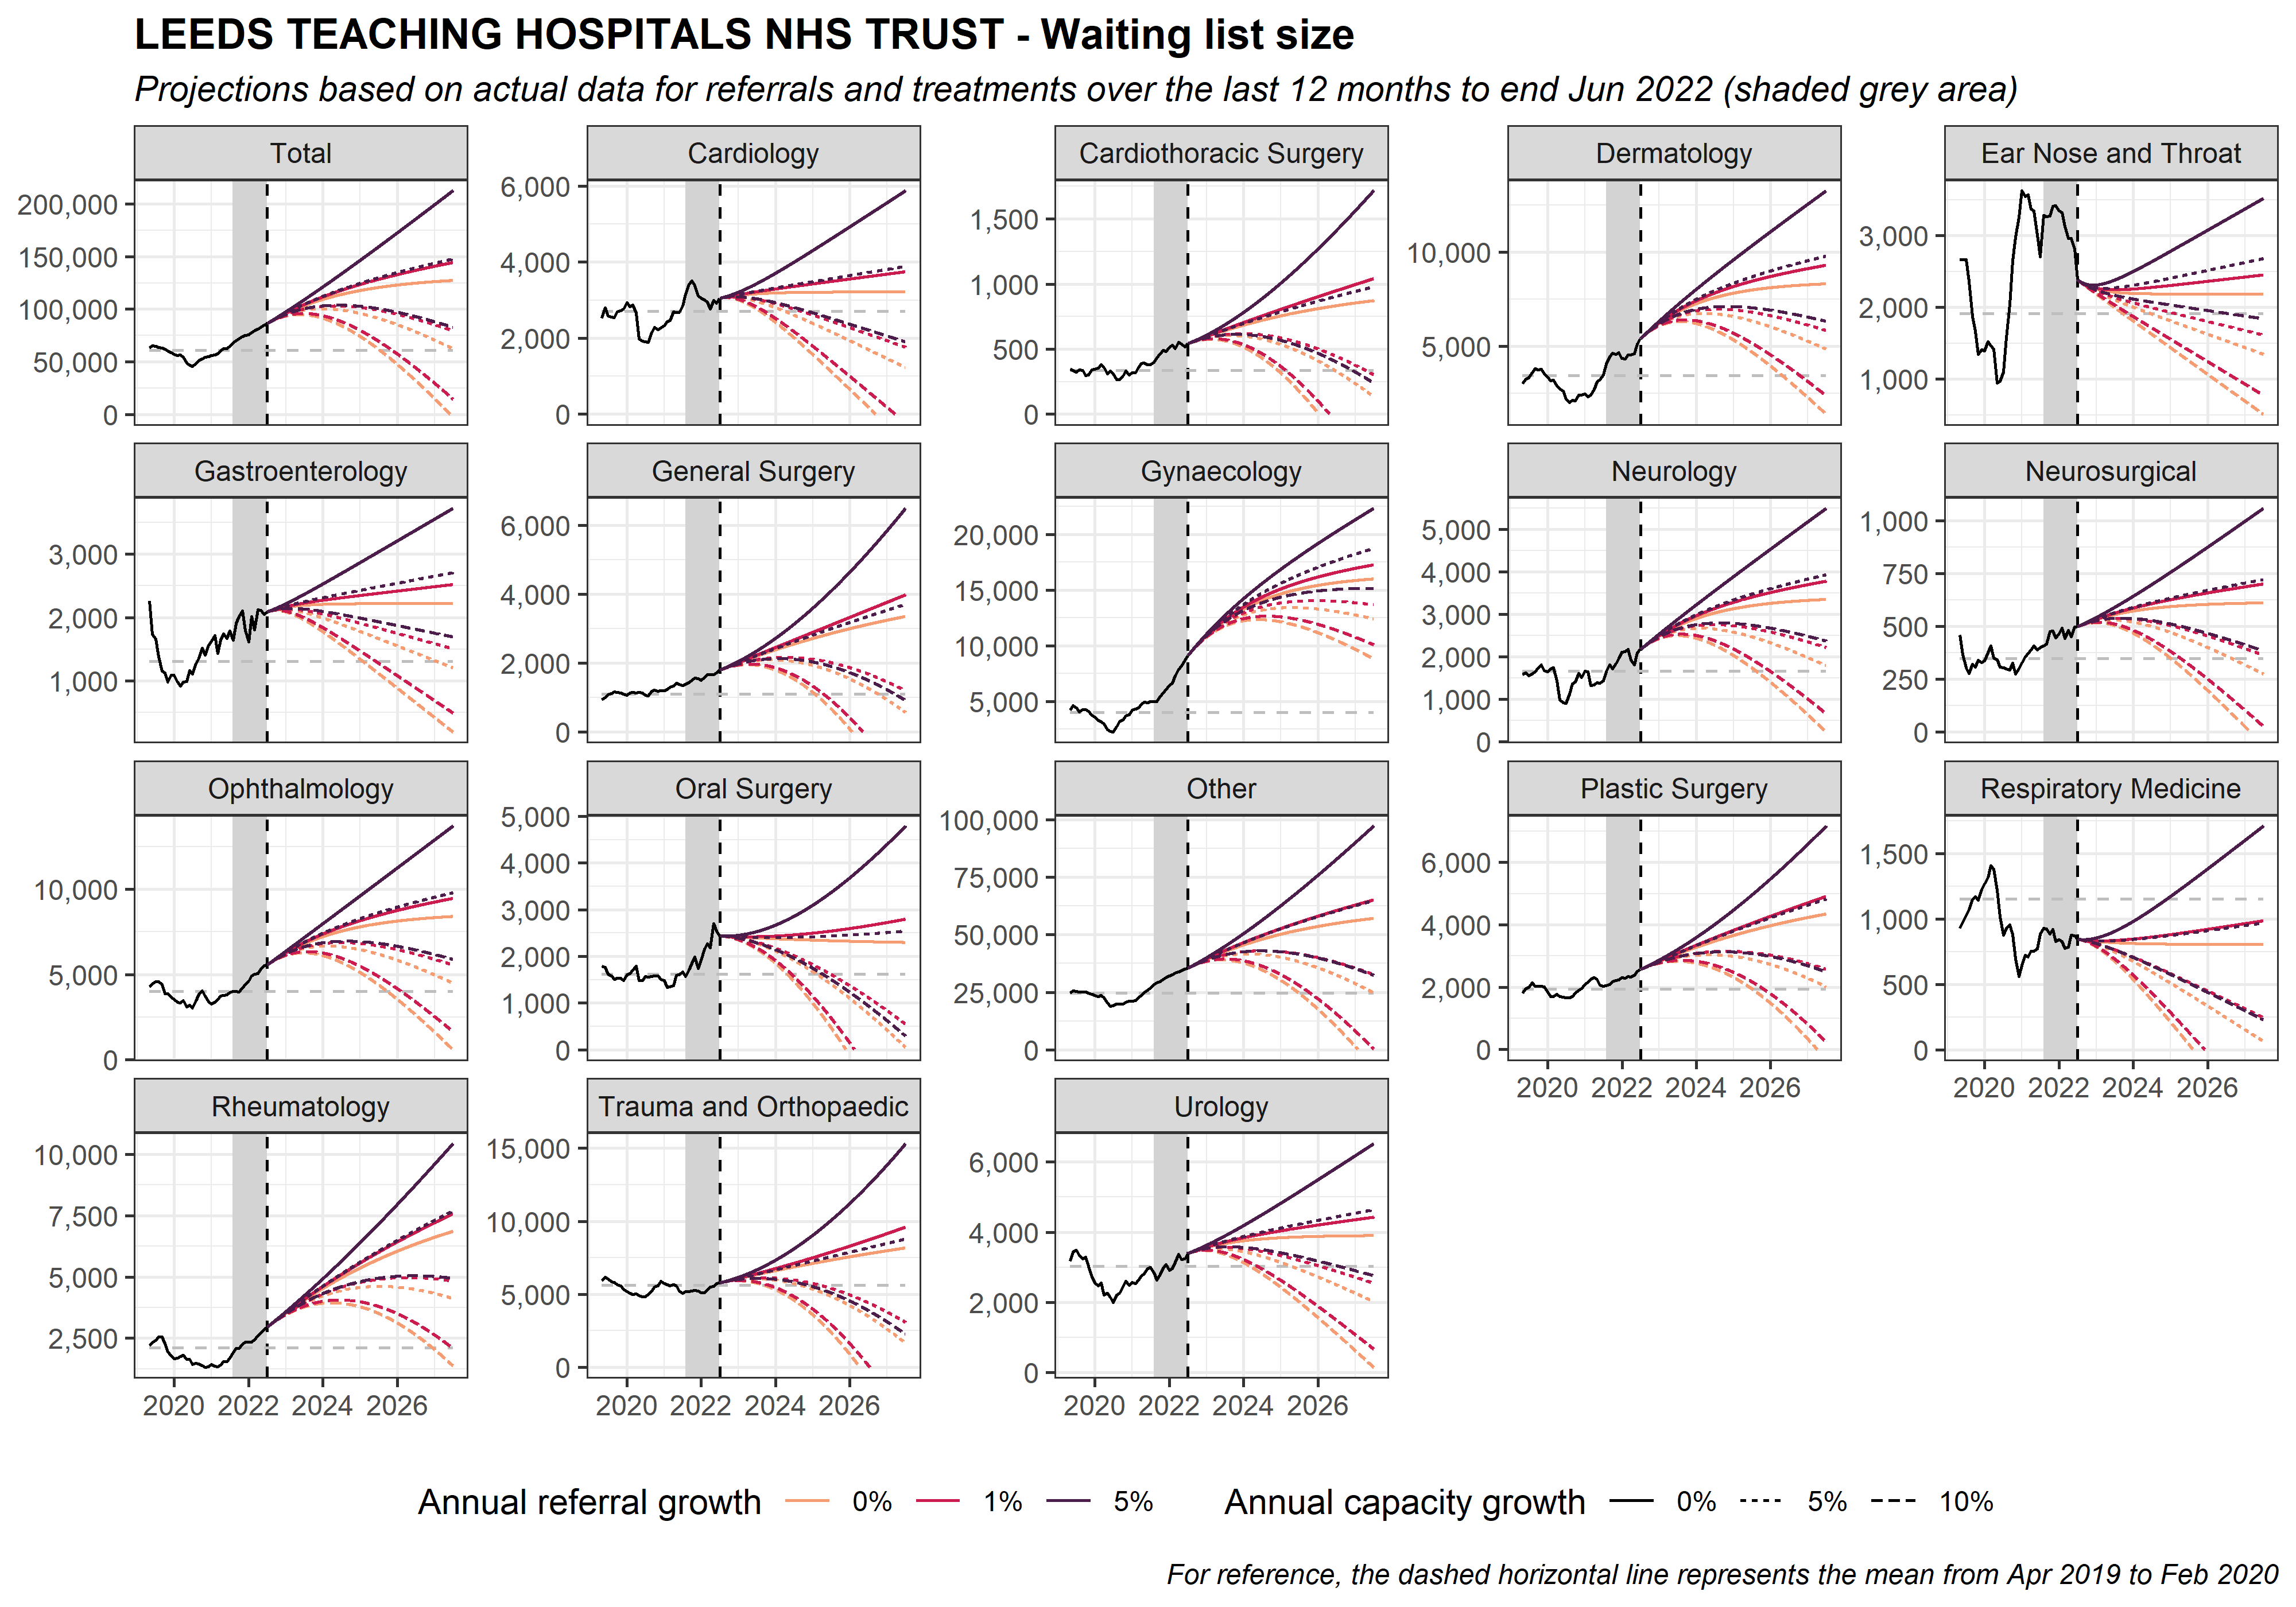 LEEDS TEACHING HOSPITALS NHS TRUST - Waiting list size
Projections based on actual data for referrals and treatments over the last 12 months to end Jun 2022 (shaded grey area)
Total
200,000
150,000
100,000
50,000
0
Cardiology
6,000
4,000
2,000
0
Cardiothoracic Surgery
1,500
1,000
500
0
Dermatology
10,000
5,000
Ear Nose and Throat
3,000
2,000
1,000
Gastroenterology
3,000
2,000
1,000
General Surgery
6,000
4,000
2,000
0
Gynaecology
20,000
15,000
10,000
5,000
Neurology
5,000
4,000
3,000
2,000
1,000
0
Neurosurgical
1,000
750
500
250
0
Ophthalmology
10,000
5,000
0
Oral Surgery
5,000
4,000
3,000
2,000
1,000
0
Other
100,000
75,000
50,000
25,000
0
Plastic Surgery
6,000
4,000
2,000
0
2020 2022 2024 2026
Respiratory Medicine
1,500
1,000
500
0
2020 2022 2024 2026
Rheumatology
10,000
7,500
5,000
2,500
2020 2022 2024 2026
Trauma and Orthopaedic
15,000
10,000
5,000
0
2020 2022 2024 2026
Urology
6,000
4,000
2,000
0
2020 2022 2024 2026
Annual referral growth 0% 1% 5% Annual capacity growth 0% 5% 10%
For reference, the dashed horizontal line represents the mean from Apr 2019 to Feb 2020